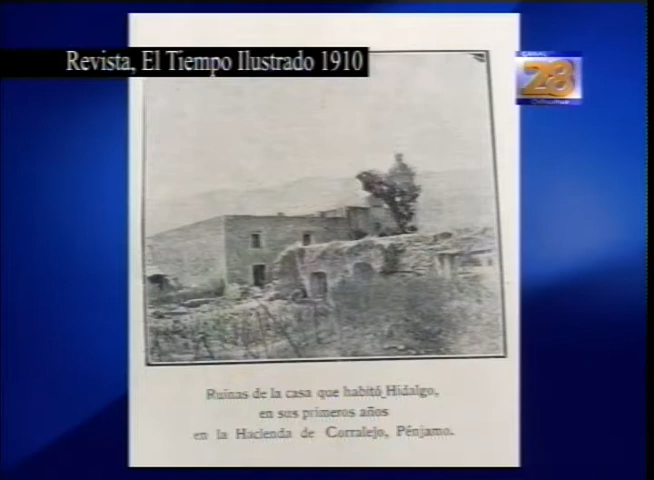 Revista, El Tiempo Ilustrado 1910
CANAL
28
Ruinas de la casa que habitó Hidalgo,
en sus primeros años
en la Hacienda de Corralejo, Pénjamo.